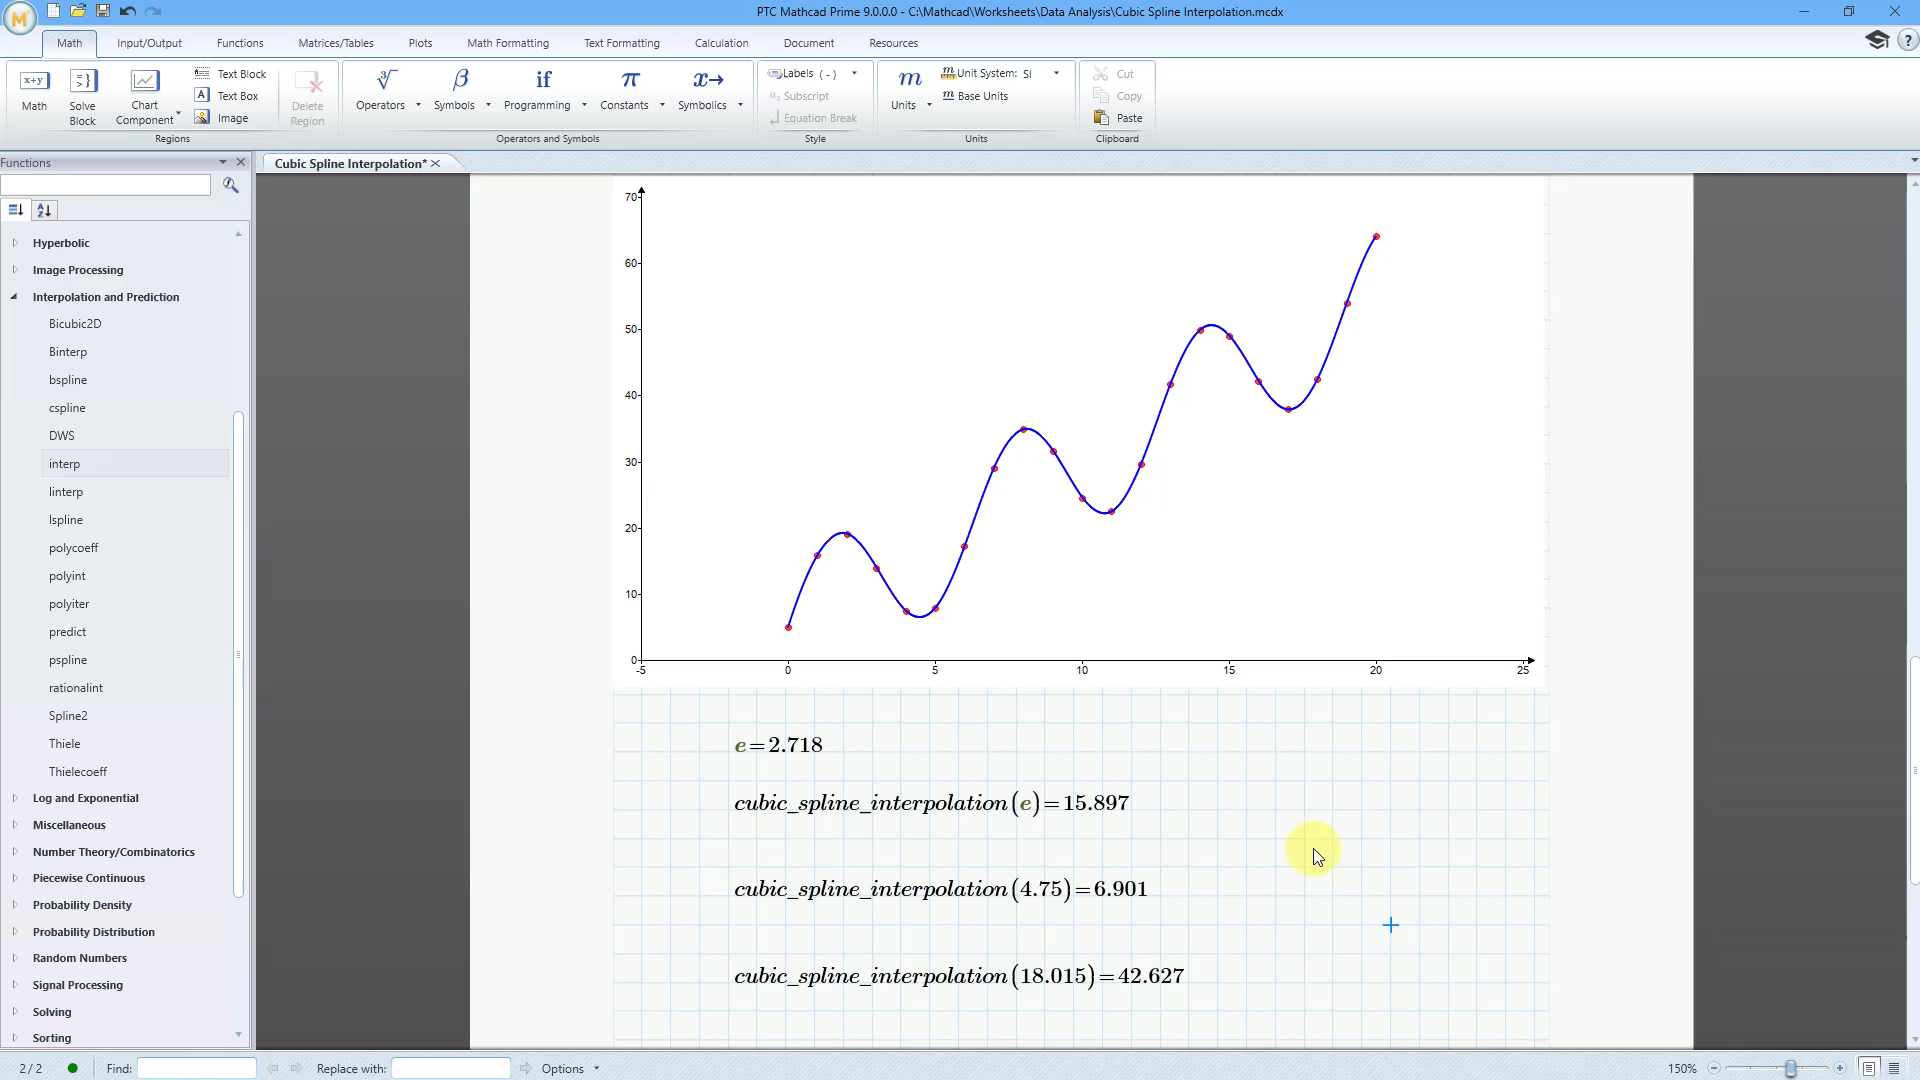 PTC Mathcad Prime 9.0.0.0 - C:\Mathcad\Worksheets\Data Analysis\Cubic Spline Interpolation.mcdx
Math Input/Output Functions Matrices/Tables Plots Math Formatting Text Formatting Calculation Document Resources
Math
Solve
Block
Chart
Component
Text Block
Text Box
Image
Delete
Region
Regions
Operators
Symbols
if
Programming
π
Constants
Symbolics
Operators and Symbols
Labels (-)
Subscript
Equation Break
Style
m
Units
Unit System: SI
Base Units
Units
Cut
Copy
Paste
Clipboard
Functions
Cubic Spline Interpolation*
Hyperbolic
Image Processing
Interpolation and Prediction
Bicubic2D
Binterp
bspline
cspline
DWS
interp
linterp
lspline
polycoeff
polyint
polyiter
predict
pspline
rationalint
Spline2
Thiele
Thielecoeff
Log and Exponential
Miscellaneous
Number Theory/Combinatorics
Piecewise Continuous
Probability Density
Probability Distribution
Random Numbers
Signal Processing
Solving
Sorting
70
60
50
40
30
20
10
0
-5 0 5 10 15 20 25
e=2.718
cubic_spline_interpolation(e)=15.897
cubic_spline_interpolation(4.75)=6.901
cubic_spline_interpolation(18.015)=42.627
2 / 2 Find: Replace with: Options 150%